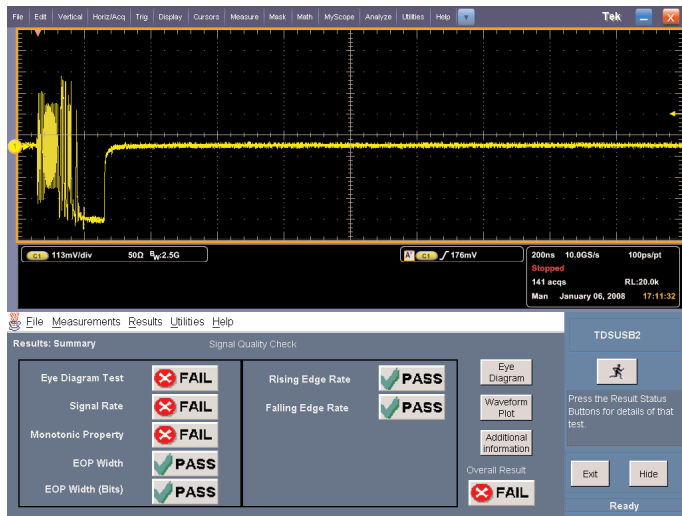 File Edit Vertical Horiz/Acq Trig Display Cursors Measure Mask Math MyScope Analyze Utilities Help Tek
1
C1 113mV/div 50Ω BW:2.5G
A' C1 176mV
200ns 10.0GS/s 100ps/pt
Stopped
141 acqs RL:20.0k
Man January 06, 2008 17:11:32
File Measurements Results Utilities Help
Results: Summary Signal Quality Check
Eye Diagram Test FAIL
Signal Rate FAIL
Monotonic Property FAIL
EOP Width PASS
EOP Width (Bits) PASS
Rising Edge Rate PASS
Falling Edge Rate PASS
Eye
Diagram
Waveform
Plot
Additional
information
Overall Result
FAIL
TDSUSB2
Press the Result Status
Buttons for details of that
test.
Exit Hide
Ready